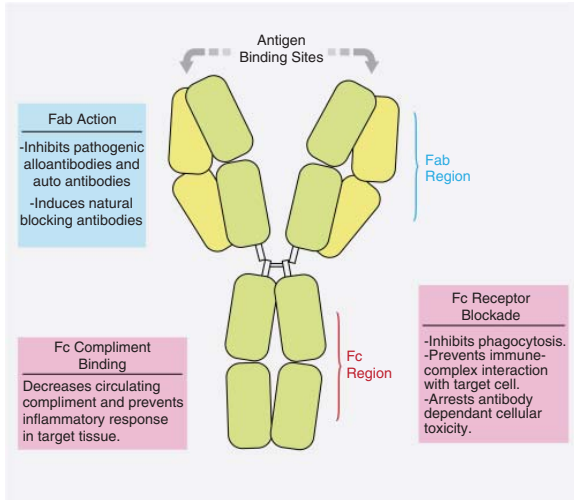 Antigen
Binding Sites
Fab Action
-Inhibits pathogenic
alloantibodies and
auto antibodies
-Induces natural
blocking antibodies
Fab
Region
Fc Receptor
Blockade
-Inhibits phagocytosis.
-Prevents immune-
complex interaction
with target cell.
-Arrests antibody
dependant cellular
toxicity.
Fc Compliment
Binding
Decreases circulating
compliment and prevents
inflammatory response
in target tissue.
Fc
Region